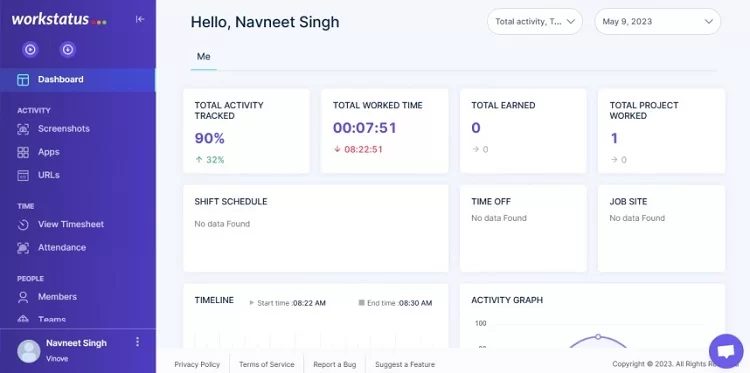 workstatus
Dashboard
ACTIVITY
Screenshots
Apps
URLs
TIME
View Timesheet
Attendance
PEOPLE
Members
Teams
Navneet Singh
Vinove
Hello, Navneet Singh
Total activity, T...
May 9, 2023
Me
TOTAL ACTIVITY
TRACKED
90%
↑ 32%
TOTAL WORKED TIME
00:07:51
↓ 08:22:51
TOTAL EARNED
0
→ 0
TOTAL PROJECT
WORKED
1
→ 0
SHIFT SCHEDULE
No data Found
TIME OFF
No data Found
JOB SITE
No data Found
TIMELINE
Start time :08:22 AM
End time :08:30 AM
ACTIVITY GRAPH
100
Privacy Policy
Terms of Service
Report a Bug
Suggest a Feature
Copyright © 2023. All Rights